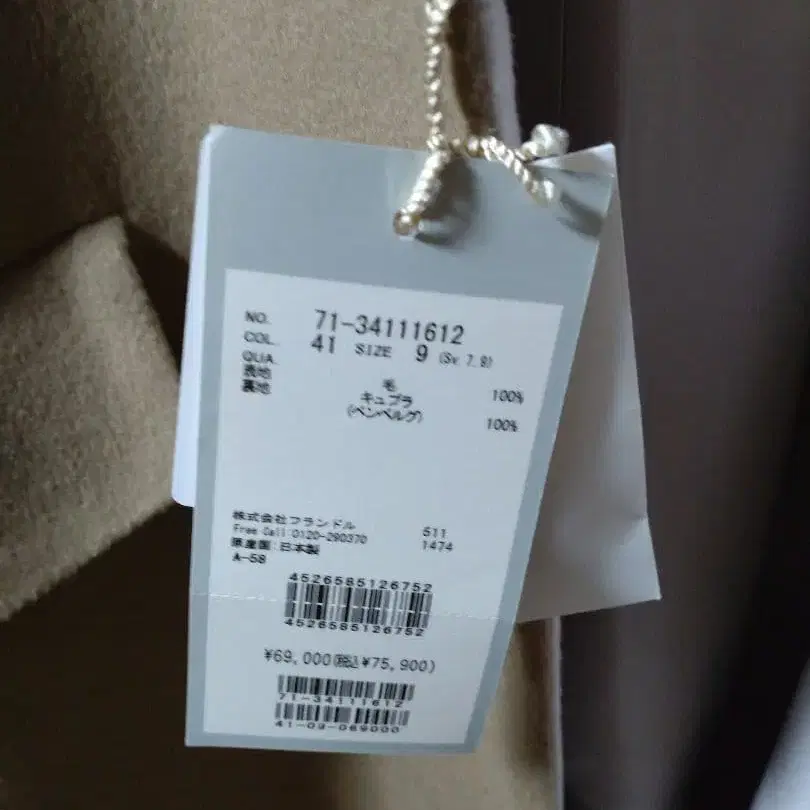 NO. 71-34111612
COL. 41 SIZE 9 (Sv.7.9)
QUA.
表地 毛 100%
裏地 キュプラ 100%
(ベンベルグ)
株式会社フランドル 511
Free Call:0120-290370 1474
原産国:日本製
A-58
4526585126752
4526585126752
¥69,000(税込¥75,900)
71-34111612
41-09-069000